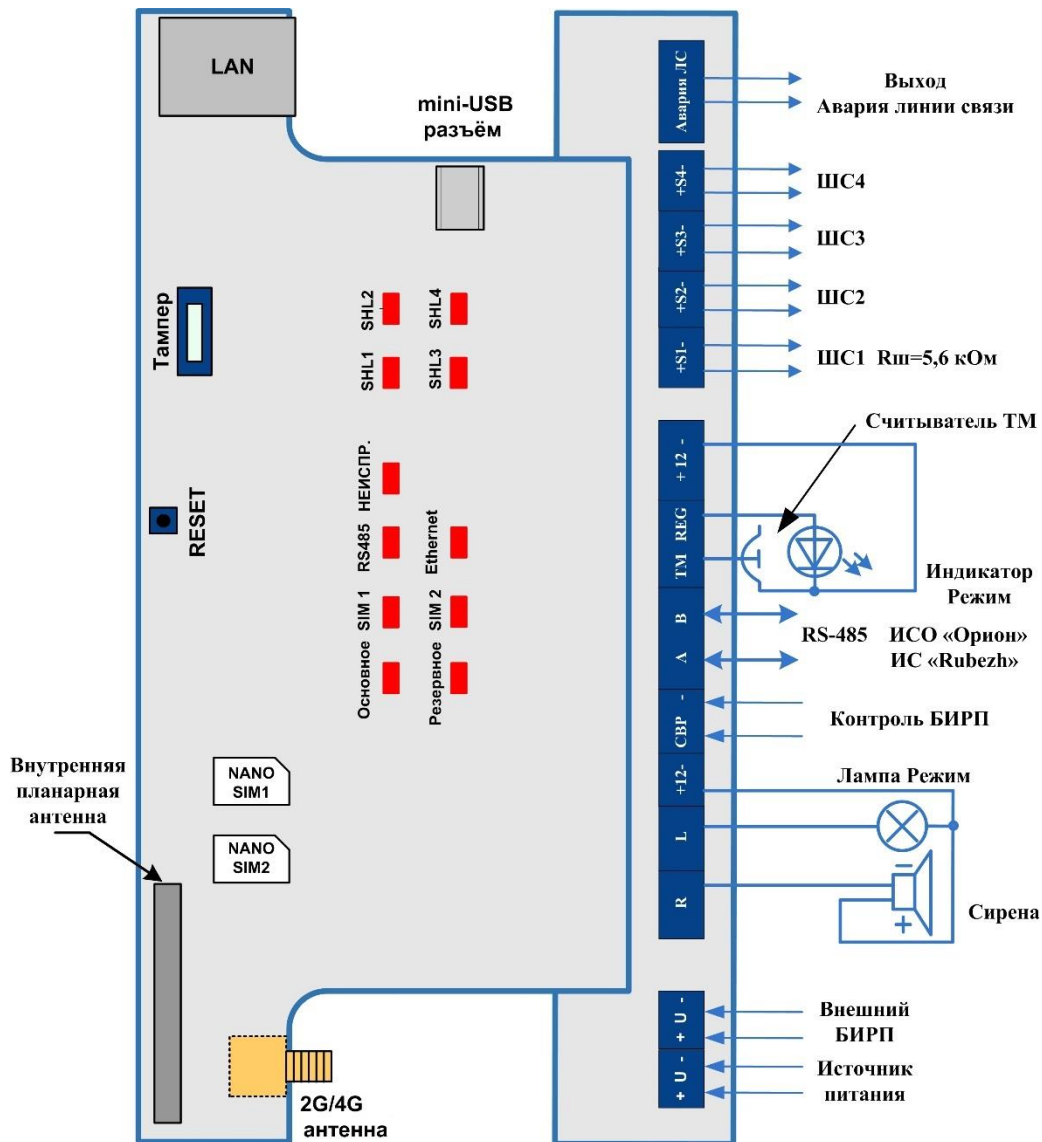 LAN
mini-USB
разъём
Авария ЛС
Выход
Авария линии связи
+S4-
ШС4
+S3-
ШС3
+S2-
ШС2
+S1-
ШС1 Rш=5,6 кОм
Тампер
SHL2
SHL4
SHL1
SHL3
Считыватель ТМ
+ 12 -
REG
TM
Индикатор
Режим
RESET
НЕИСПР.
RS485
Ethernet
SIM 1
SIM 2
Основное
Резервное
B
A
RS-485 ИСО «Орион»
ИС «Rubezh»
СВР -
Контроль БИРП
+12-
Лампа Режим
L
R
Сирена
Внутренняя
планарная
антенна
NANO
SIM1
NANO
SIM2
+ U -
Внешний
БИРП
+ U -
Источник
питания
2G/4G
антенна